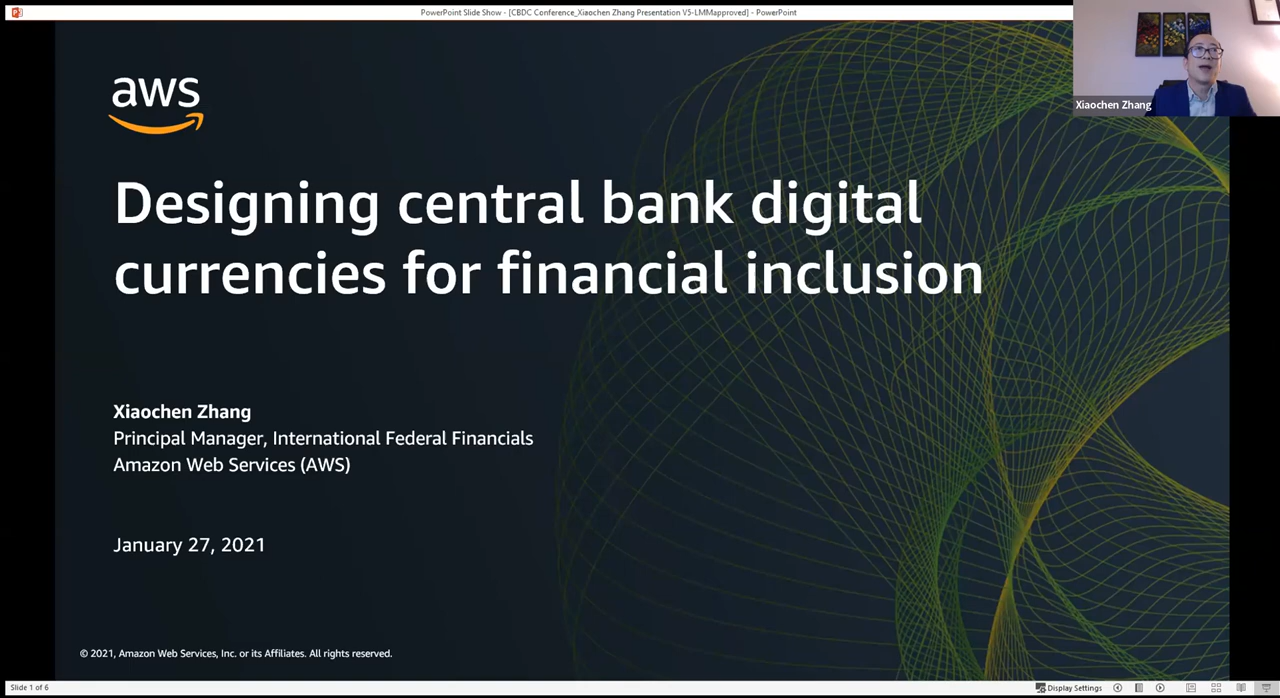 PowerPoint Slide Show - [CBDC Conference_Xiaochen Zhang Presentation V5-LMMapproved] - PowerPoint
Xiaochen Zhang
aws
Designing central bank digital
currencies for financial inclusion
Xiaochen Zhang
Principal Manager, International Federal Financials
Amazon Web Services (AWS)
January 27, 2021
© 2021, Amazon Web Services, Inc. or its Affiliates. All rights reserved.
Slide 1 of 6
Display Settings